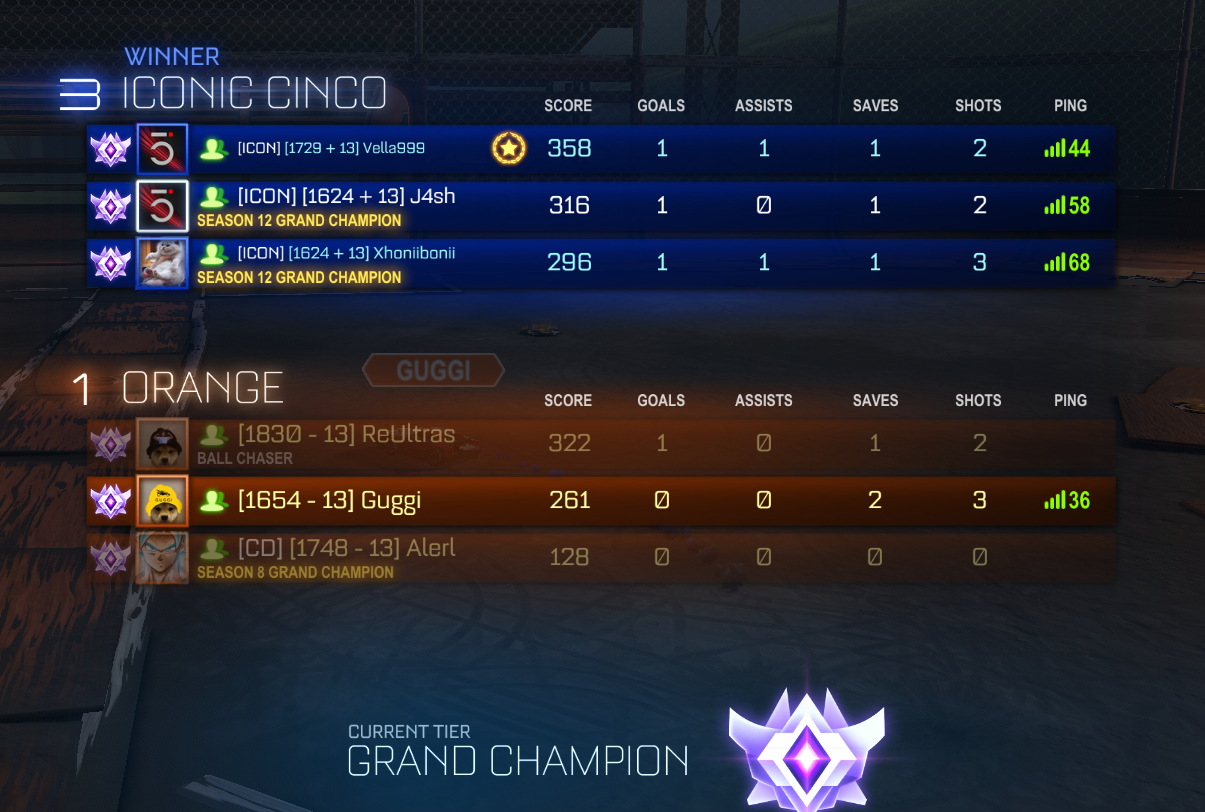 WINNER
3 ICONIC CINCO
SCORE GOALS ASSISTS SAVES SHOTS PING
5 [ICON] [1729 + 13] Vella999 358 1 1 1 2 44
5 [ICON] [1624 + 13] J4sh 316 1 0 1 2 58
SEASON 12 GRAND CHAMPION
[ICON] [1624 + 13] Xhoniibonii 296 1 1 1 3 68
SEASON 12 GRAND CHAMPION
GUGGI
1 ORANGE
SCORE GOALS ASSISTS SAVES SHOTS PING
[1830 - 13] ReUltras 322 1 0 1 2
BALL CHASER
GUGGI [1654 - 13] Guggi 261 0 0 2 3 36
[CD] [1748 - 13] Alerl 128 0 0 0 0
SEASON 8 GRAND CHAMPION
CURRENT TIER
GRAND CHAMPION